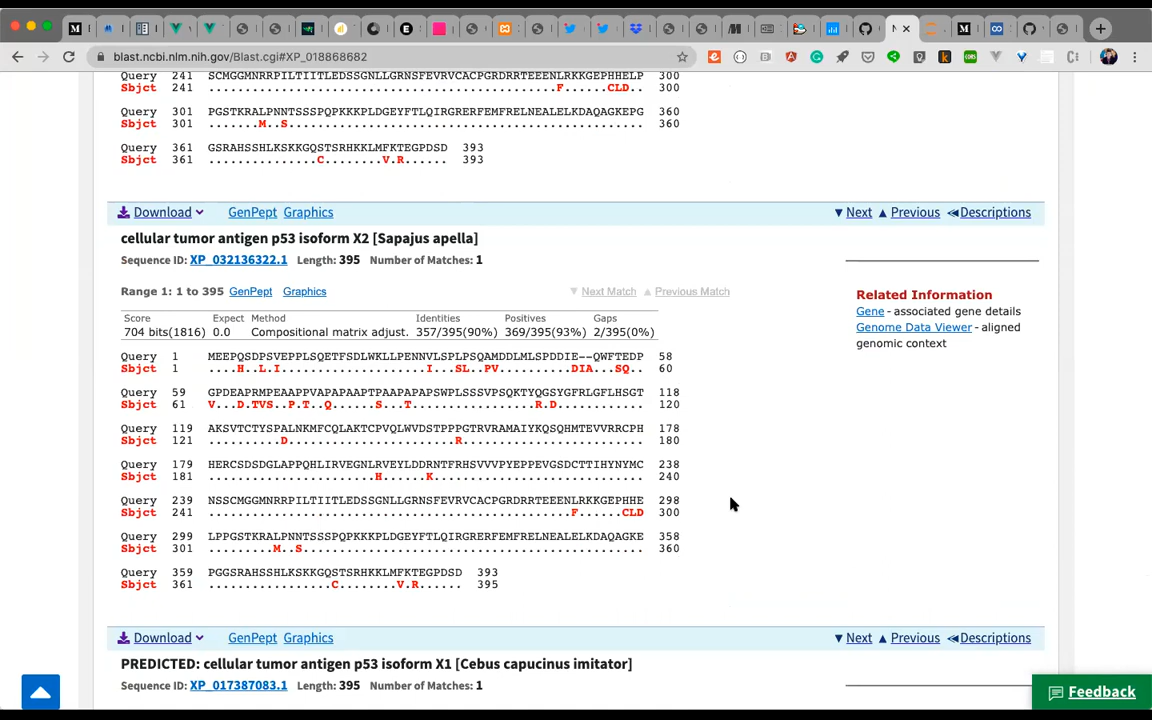 blast.ncbi.nlm.nih.gov/Blast.cgi#XP_018868682
Query 241 SCMGGMNRRPILTIITLEDSSGNLLGRNSFEVRVCACPGRDRRTEEENLRKKGEPHHELP 300
Sbjct 241 ................................................F......CLD.. 300
Query 301 PGSTKRALPNNTSSSPQPKKKPLDGEYFTLQIRGRERFEMFRELNEALELKDAQAGKEPG 360
Sbjct 301 .......M..S................................................. 360
Query 361 GSRAHSSHLKSKKGQSTSRHKKLMFKTEGPDSD 393
Sbjct 361 ...............C........V.R...... 393
Download GenPept Graphics Next Previous Descriptions
cellular tumor antigen p53 isoform X2 [Sapajus apella]
Sequence ID: XP_032136322.1 Length: 395 Number of Matches: 1
Range 1: 1 to 395 GenPept Graphics Next Match Previous Match
Score Expect Method Identities Positives Gaps
704 bits(1816) 0.0 Compositional matrix adjust. 357/395(90%) 369/395(93%) 2/395(0%)
Query 1 MEEPQSDPSVEPPLSQETFSDLWKLLPENNVLSPLPSQAMDDLMLSPDDIE--QWFTEDP 58
Sbjct 1 ....H..L.I....................I...SL..PV..........DIA...SQ.. 60
Query 59 GPDEAPRMPEAAPPVAPAPAAPTPAAPAPAPSWPLSSSVPSQKTYQGSYGFRLGFLHSGT 118
Sbjct 61 V...D.TVS..P.T..Q......S...T.................R.D............ 120
Query 119 AKSVTCTYSPALNKMFCQLAKTCPVQLWVDSTPPPGTRVRAMAIYKQSQHMTEVVRRCPH 178
Sbjct 121 ..........D.......................R......................... 180
Query 179 HERCSDSDGLAPPQHLIRVEGNLRVEYLDDRNTFRHSVVVPYEPPEVGSDCTTIHYNYMC 238
Sbjct 181 .......................H......K............................. 240
Query 239 NSSCMGGMNRRPILTIITLEDSSGNLLGRNSFEVRVCACPGRDRRTEEENLRKKGEPHHE 298
Sbjct 241 ..................................................F......CLD 300
Query 299 LPPGSTKRALPNNTSSSPQPKKKPLDGEYFTLQIRGRERFEMFRELNEALELKDAQAGKE 358
Sbjct 301 .........M..S............................................... 360
Query 359 PGGSRAHSSHLKSKKGQSTSRHKKLMFKTEGPDSD 393
Sbjct 361 .................C........V.R...... 395
Related Information
Gene - associated gene details
Genome Data Viewer - aligned
genomic context
Download GenPept Graphics Next Previous Descriptions
PREDICTED: cellular tumor antigen p53 isoform X1 [Cebus capucinus imitator]
Sequence ID: XP_017387083.1 Length: 395 Number of Matches: 1
Feedback